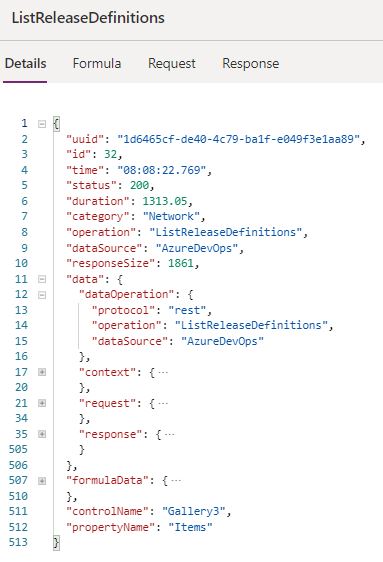 ListReleaseDefinitions
Details Formula Request Response
1 {
2 "uuid": "1d6465cf-de40-4c79-ba1f-e049f3e1aa89",
3 "id": 32,
4 "time": "08:08:22.769",
5 "status": 200,
6 "duration": 1313.05,
7 "category": "Network",
8 "operation": "ListReleaseDefinitions",
9 "dataSource": "AzureDevOps",
10 "responseSize": 1861,
11 "data": {
12 "dataOperation": {
13 "protocol": "rest",
14 "operation": "ListReleaseDefinitions",
15 "dataSource": "AzureDevOps"
16 },
17 "context": {···
20 },
21 "request": {···
34 },
35 "response": {···
505 }
506 },
507 "formulaData": {···
510 },
511 "controlName": "Gallery3",
512 "propertyName": "Items"
513 }